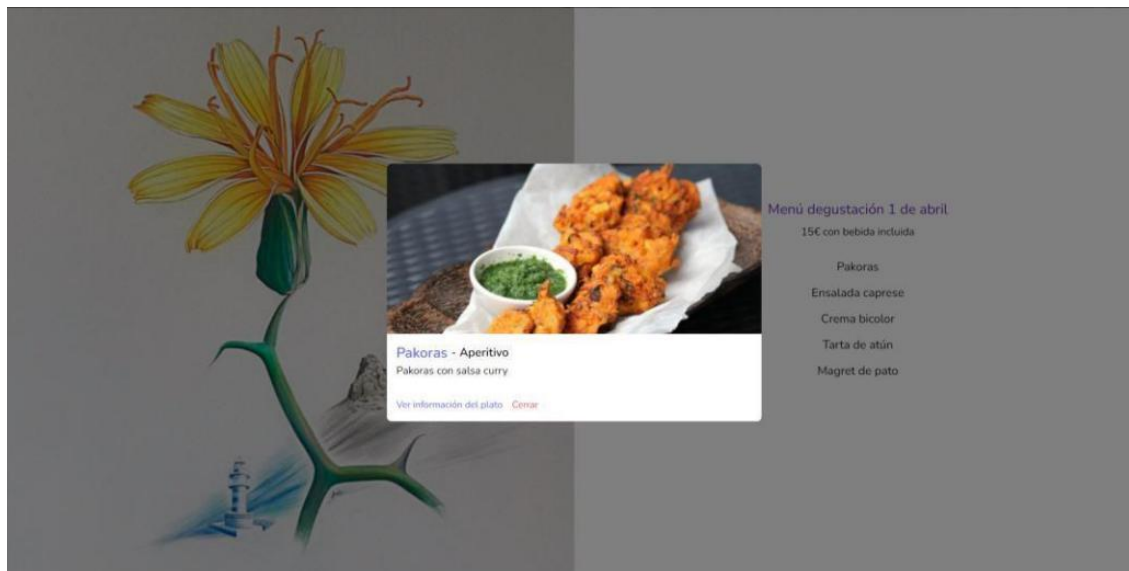 Menú degustación 1 de abril
15€ con bebida incluida
Pakoras
Ensalada caprese
Crema bicolor
Tarta de atún
Magret de pato
Pakoras - Aperitivo
Pakoras con salsa curry
Ver información del plato Cerrar